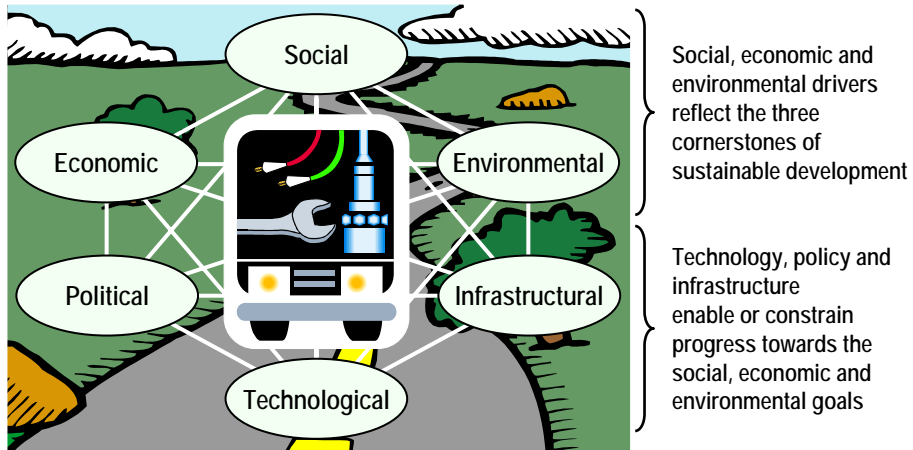 Social
Economic
Environmental
Political
Infrastructural
Technological
Social, economic and
environmental drivers
reflect the three
cornerstones of
sustainable development
Technology, policy and
infrastructure
enable or constrain
progress towards the
social, economic and
environmental goals